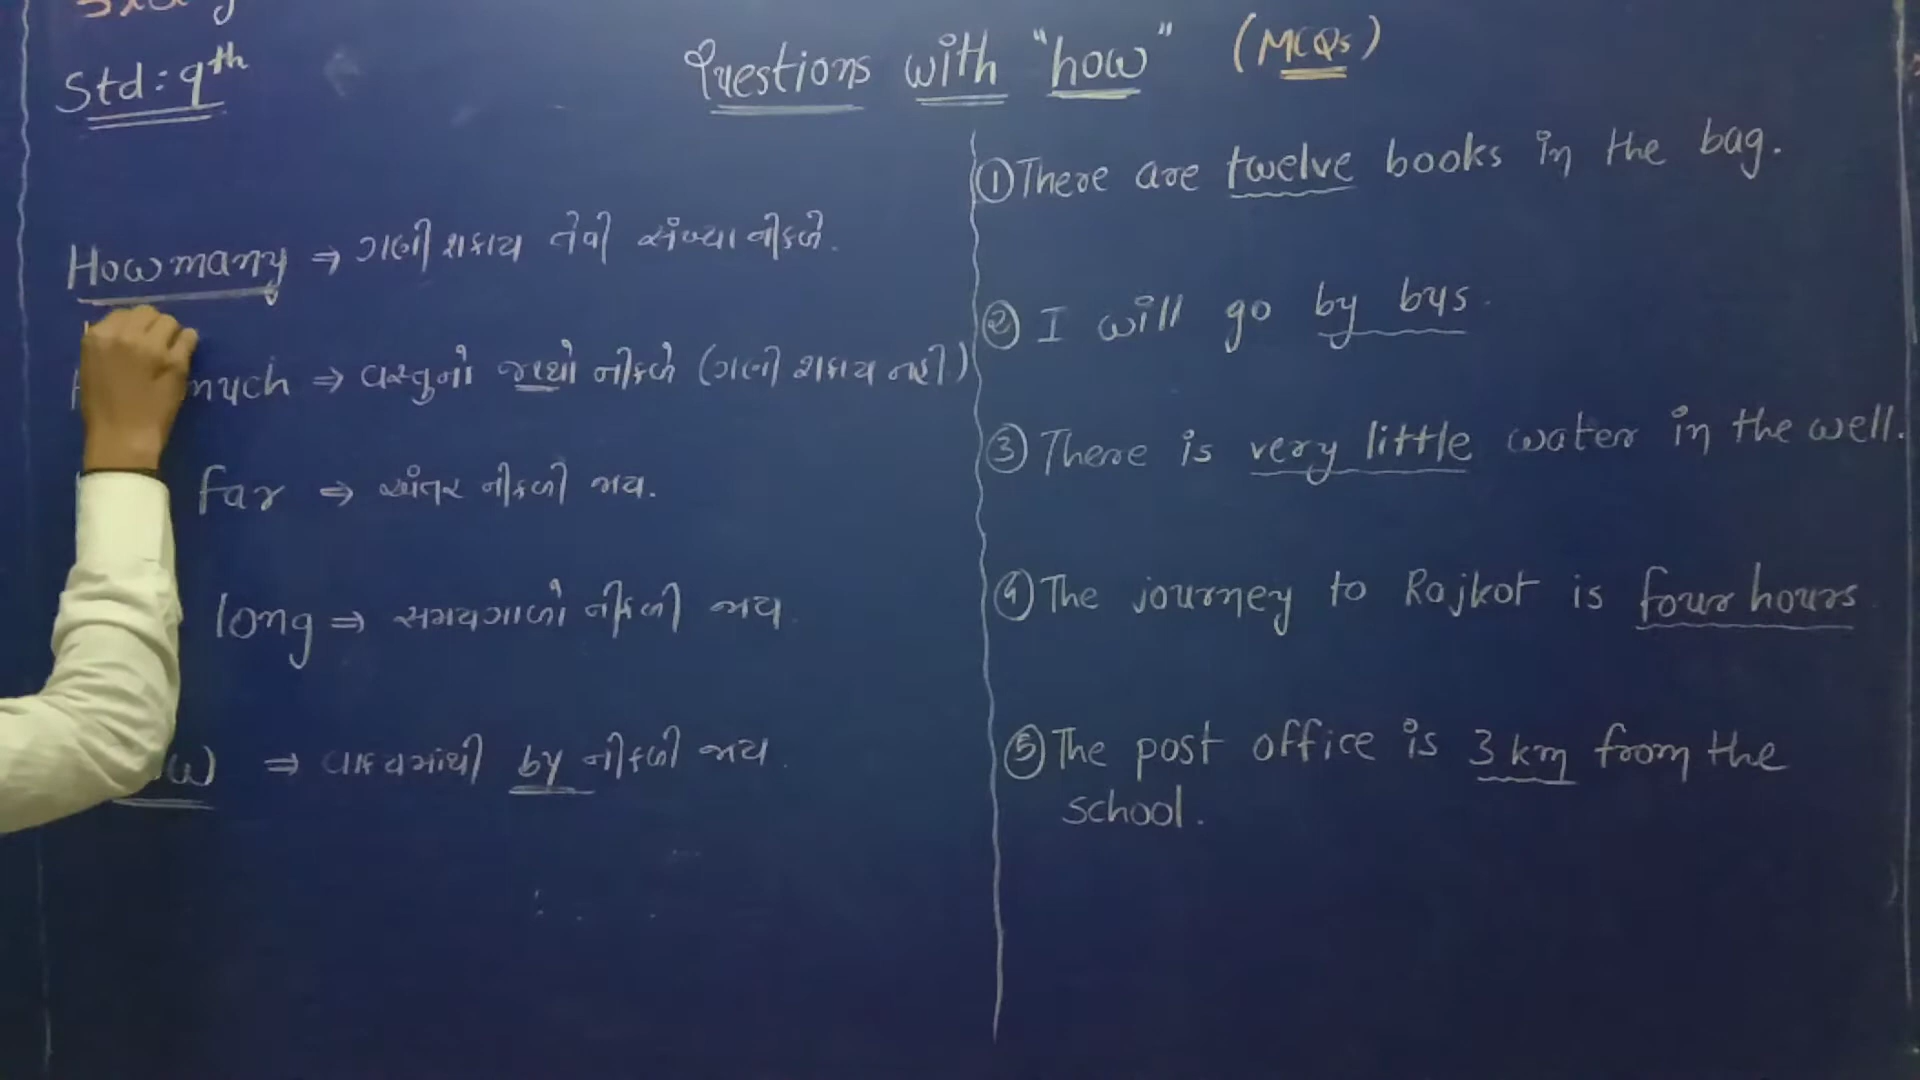 Std: 9th
Questions with "how" (MCQs)
How many ⇒ ગણી શકાય તેવી સંખ્યા નીકળે.
much ⇒ વસ્તુનો જથ્થો નીકળે (ગણી શકાય નહી)
far ⇒ અંતર નીકળી જાય.
long ⇒ સમયગાળો નીકળી જાય.
⇒ વાક્યમાંથી by નીકળી જાય.
① There are twelve books in the bag.
② I will go by bus.
③ There is very little water in the well.
④ The journey to Rajkot is four hours
⑤ The post office is 3 km from the
school.